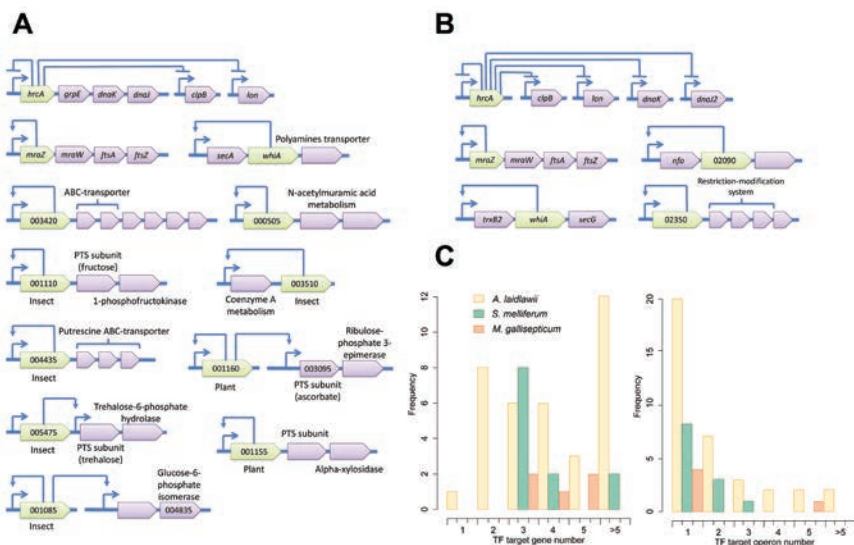 A
hrcA grpE dnaK dnaJ clpB lon
Polyamines transporter
mraZ mraW ftsA ftsZ secA whiA
ABC-transporter
N-acetylmuramic acid
metabolism
003420 000505
PTS subunit
(fructose)
001110 003510
Insect 1-phosphofructokinase Coenzyme A
metabolism Insect
Putrescine ABC-transporter
Ribulose-
phosphate 3-
epimerase
004435 001160 003095
Insect Plant PTS subunit
(ascorbate)
Trehalose-6-phosphate
hydrolase
005475
Insect PTS subunit
(trehalose)
PTS subunit
001155
Plant Alpha-xylosidase
Glucose-6-
phosphate
isomerase
001085 004835
Insect
B
hrcA clpB lon dnaK dnaJ2
mraZ mraW ftsA ftsZ nfo 02090
Restriction-modification
system
trxB2 whiA secG 02350
C
A. laidlawii
S. melliferum
M. gallisepticum
Frequency
12
10
8
6
4
2
0
1 2 3 4 5 >5
TF target gene number
Frequency
20
15
10
5
0
1 2 3 4 5 >5
TF target operon number